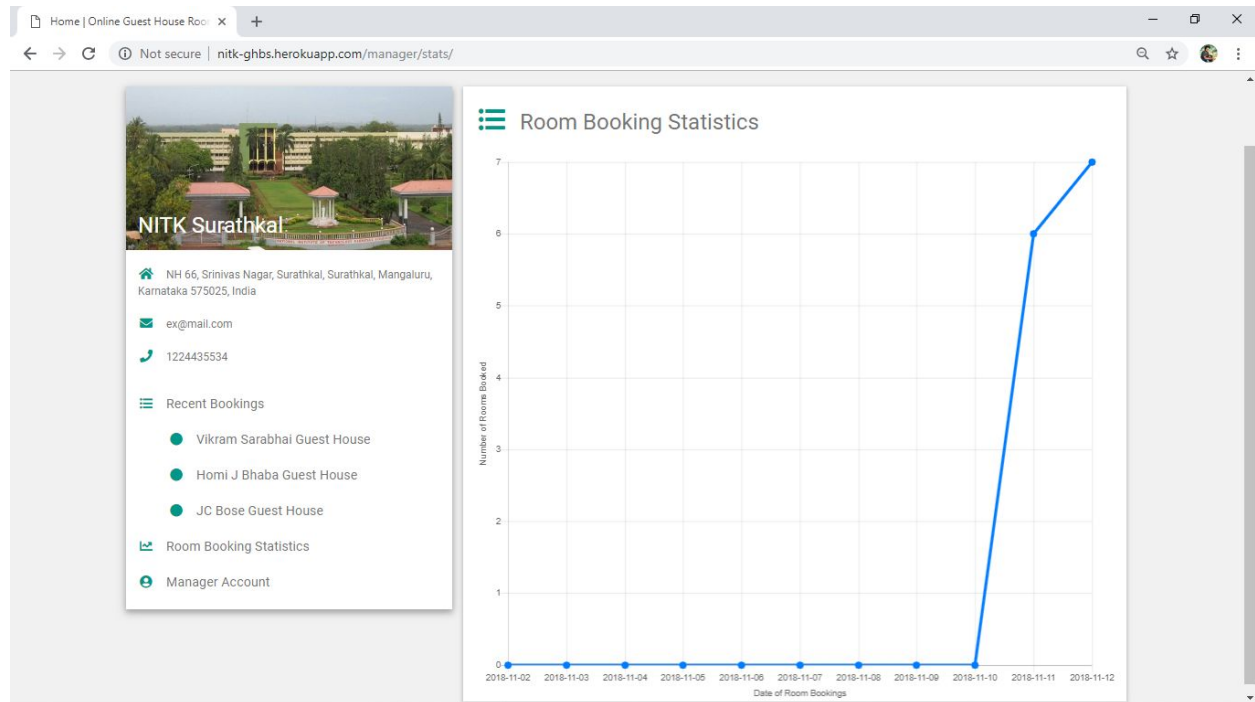 Home | Online Guest House Roo
Not secure | nitk-ghbs.herokuapp.com/manager/stats/
NITK Surathkal
NH 66, Srinivas Nagar, Surathkal, Surathkal, Mangaluru,
Karnataka 575025, India
ex@mail.com
1224435534
Recent Bookings
Vikram Sarabhai Guest House
Homi J Bhaba Guest House
JC Bose Guest House
Room Booking Statistics
Manager Account
Room Booking Statistics
Number of Rooms Booked
7
6
5
4
3
2
1
0
2018-11-02 2018-11-03 2018-11-04 2018-11-05 2018-11-06 2018-11-07 2018-11-08 2018-11-09 2018-11-10 2018-11-11 2018-11-12
Date of Room Bookings